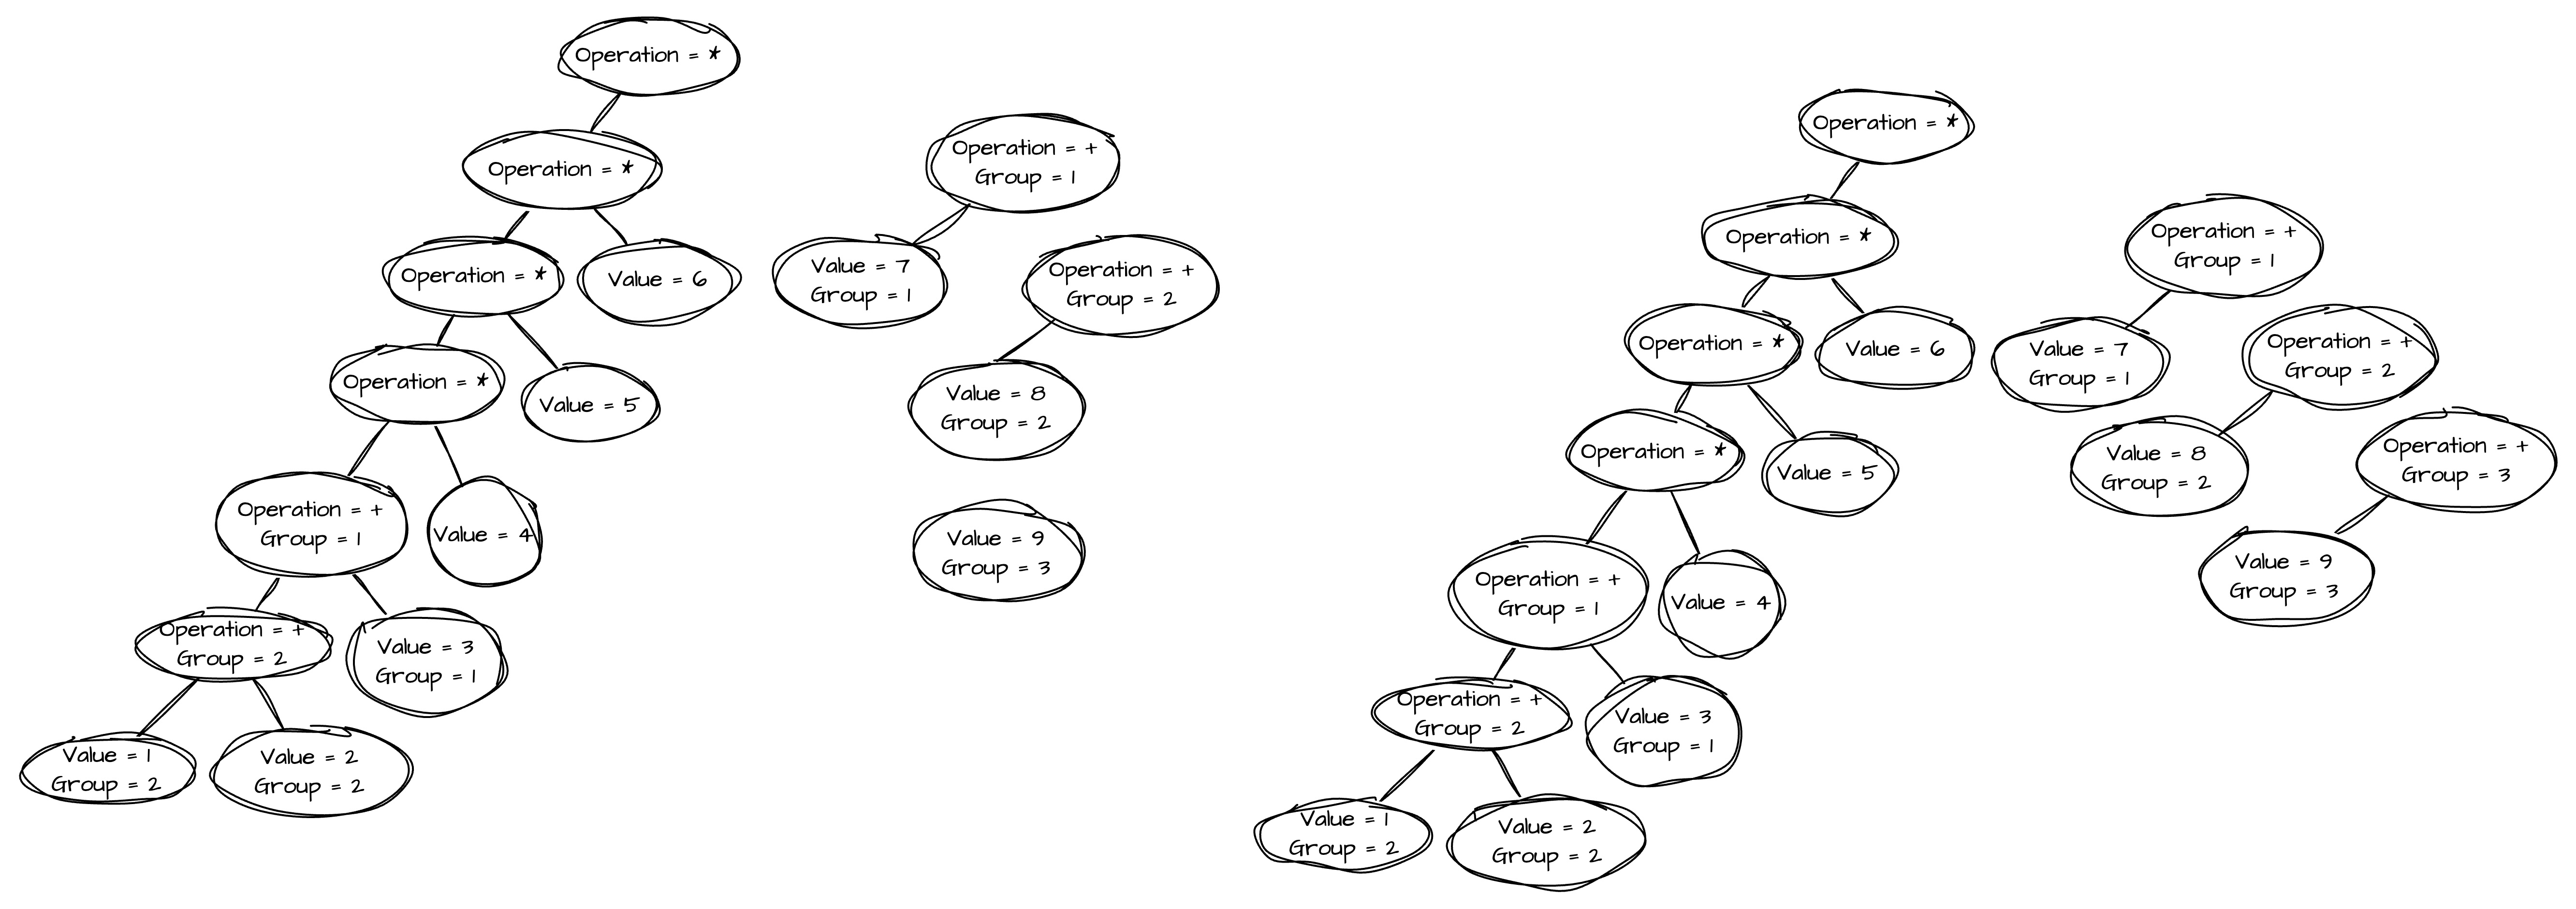 Operation = *
Operation = *
Operation = *
Value = 6
Operation = *
Value = 5
Operation = +
Group = 1
Value = 4
Operation = +
Group = 2
Value = 3
Group = 1
Value = 1
Group = 2
Value = 2
Group = 2
Operation = +
Group = 1
Value = 7
Group = 1
Operation = +
Group = 2
Value = 8
Group = 2
Value = 9
Group = 3
Operation = *
Operation = *
Operation = *
Value = 6
Operation = *
Value = 5
Operation = +
Group = 1
Value = 4
Operation = +
Group = 2
Value = 3
Group = 1
Value = 1
Group = 2
Value = 2
Group = 2
Operation = +
Group = 1
Value = 7
Group = 1
Operation = +
Group = 2
Value = 8
Group = 2
Operation = +
Group = 3
Value = 9
Group = 3